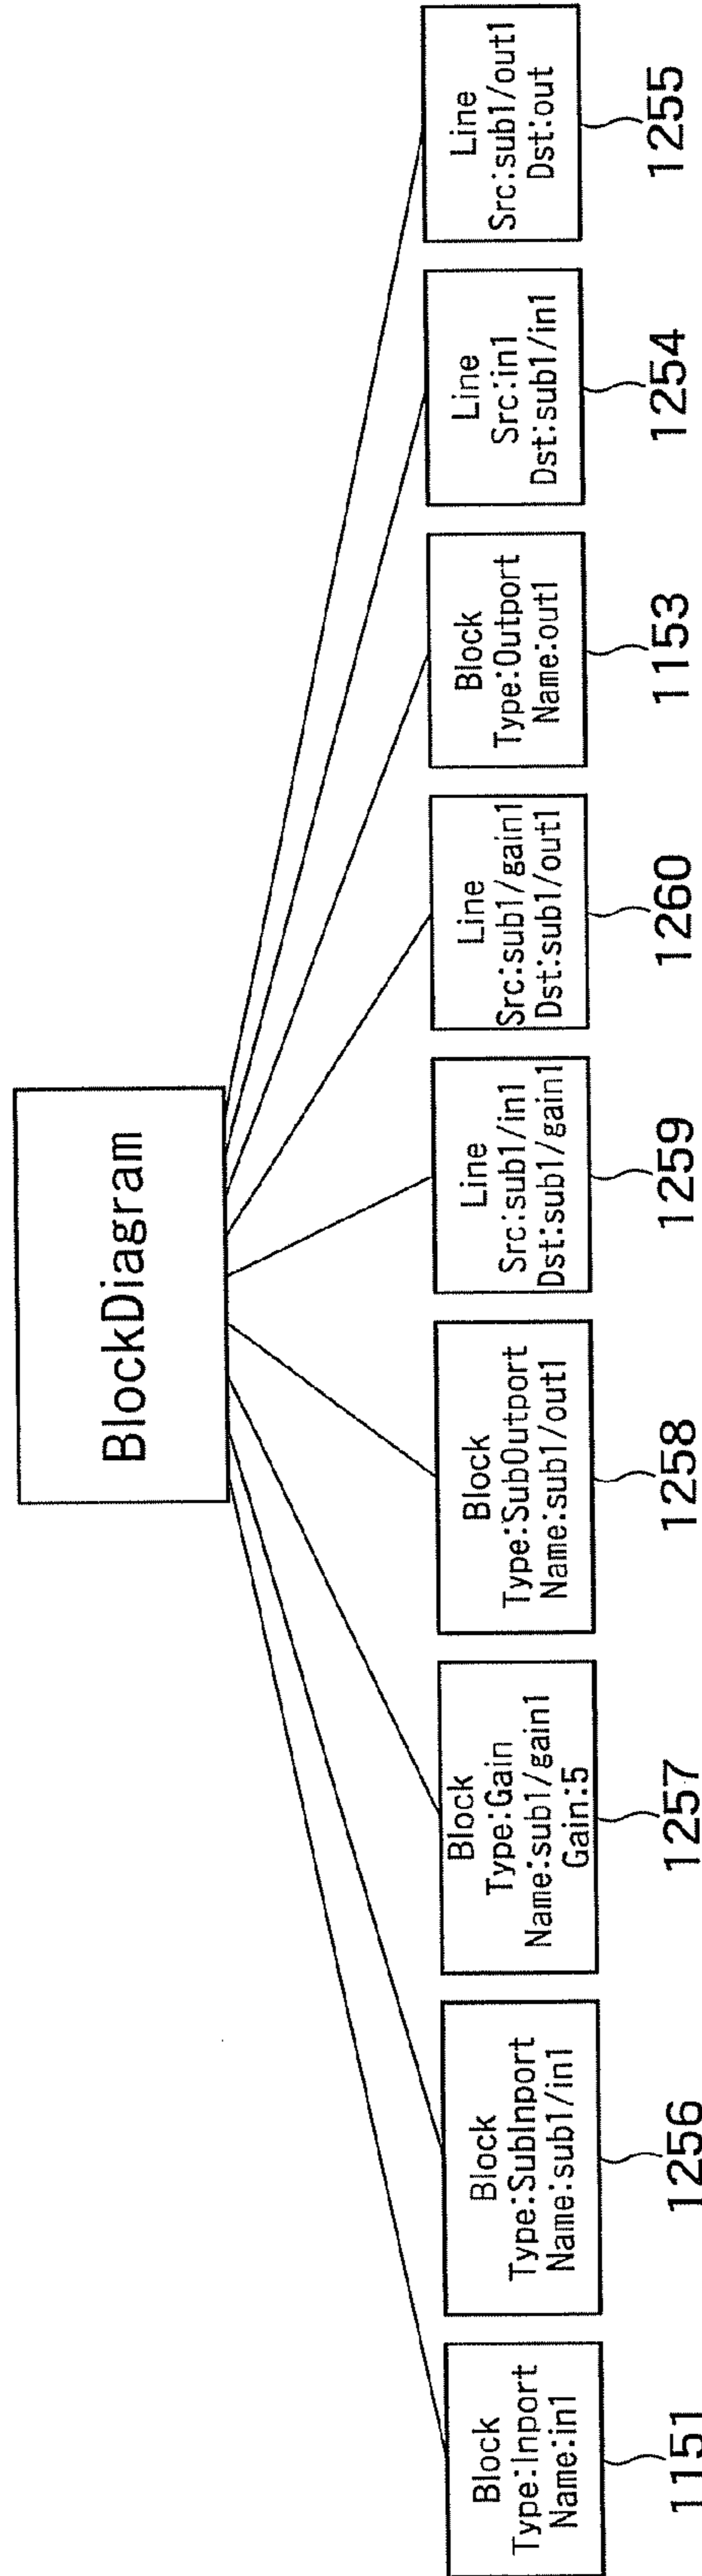 BlockDiagram
Block
Type:Inport
Name:in1
1151
Block
Type:SubInport
Name:sub1/in1
1256
Block
Type:Gain
Name:sub1/gain1
Gain:5
1257
Block
Type:SubOutport
Name:sub1/out1
1258
Line
Src:sub1/in1
Dst:sub1/gain1
1259
Line
Src:sub1/gain1
Dst:sub1/out1
1260
Block
Type:Outport
Name:out1
1153
Line
Src:in1
Dst:sub1/in1
1254
Line
Src:sub1/out1
Dst:out
1255